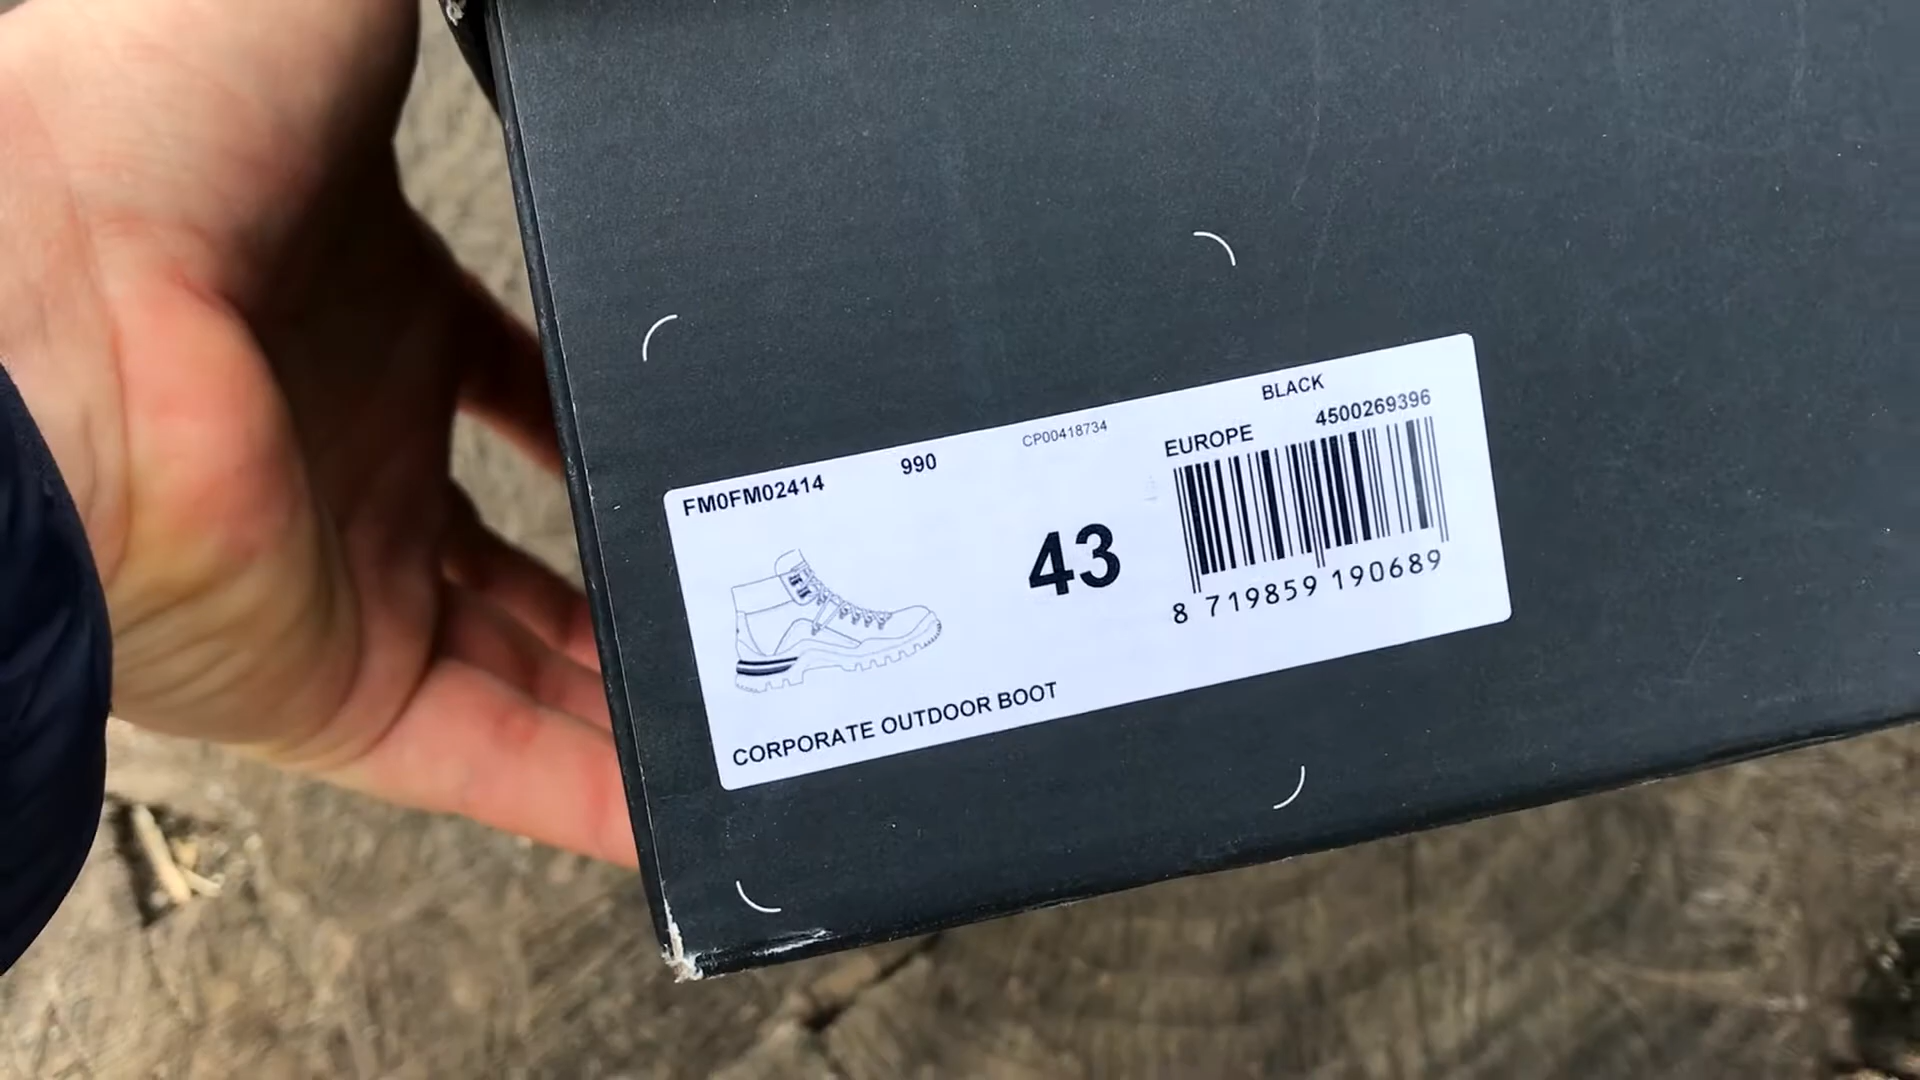 BLACK
FM0FM02414 990 CP00418734 EUROPE 4500269396
43
8 719859 190689
CORPORATE OUTDOOR BOOT